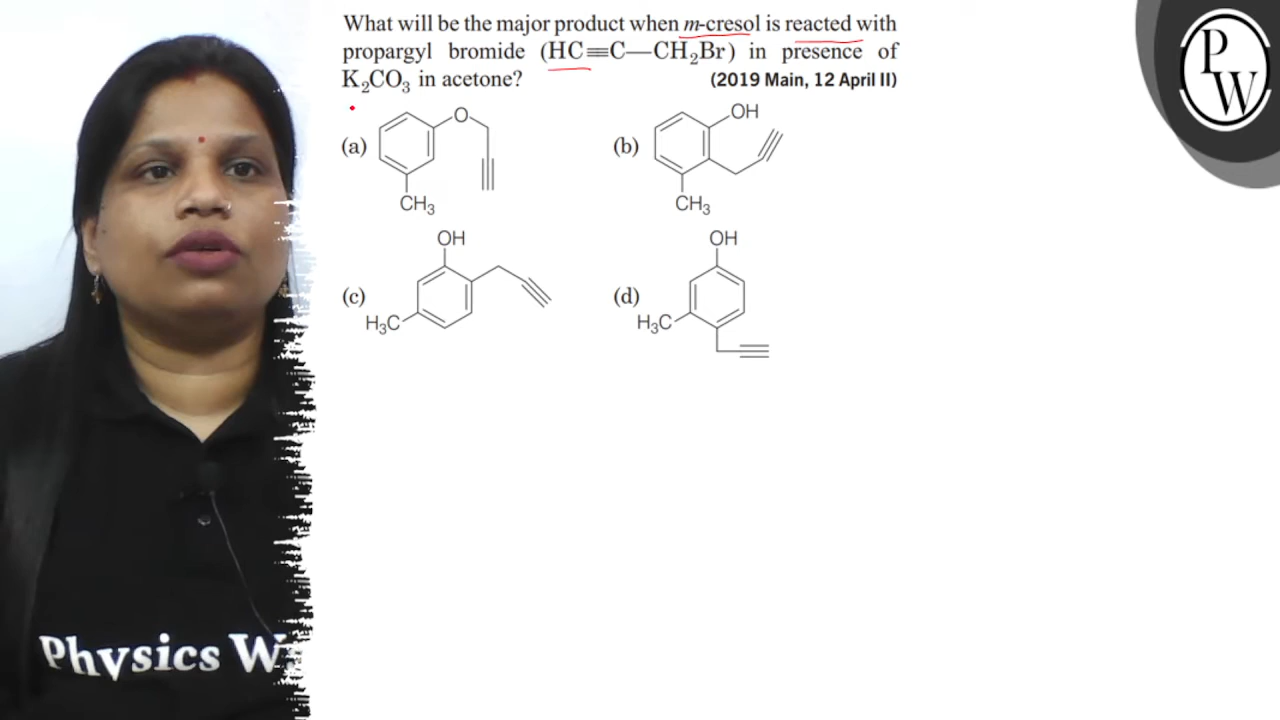 What will be the major product when m-cresol is reacted with
propargyl bromide (HC≡C—CH₂Br) in presence of
K₂CO₃ in acetone? (2019 Main, 12 April II)
(a) O CH₃
(b) OH CH₃
(c) OH H₃C
(d) OH H₃C
P
W
Physics W